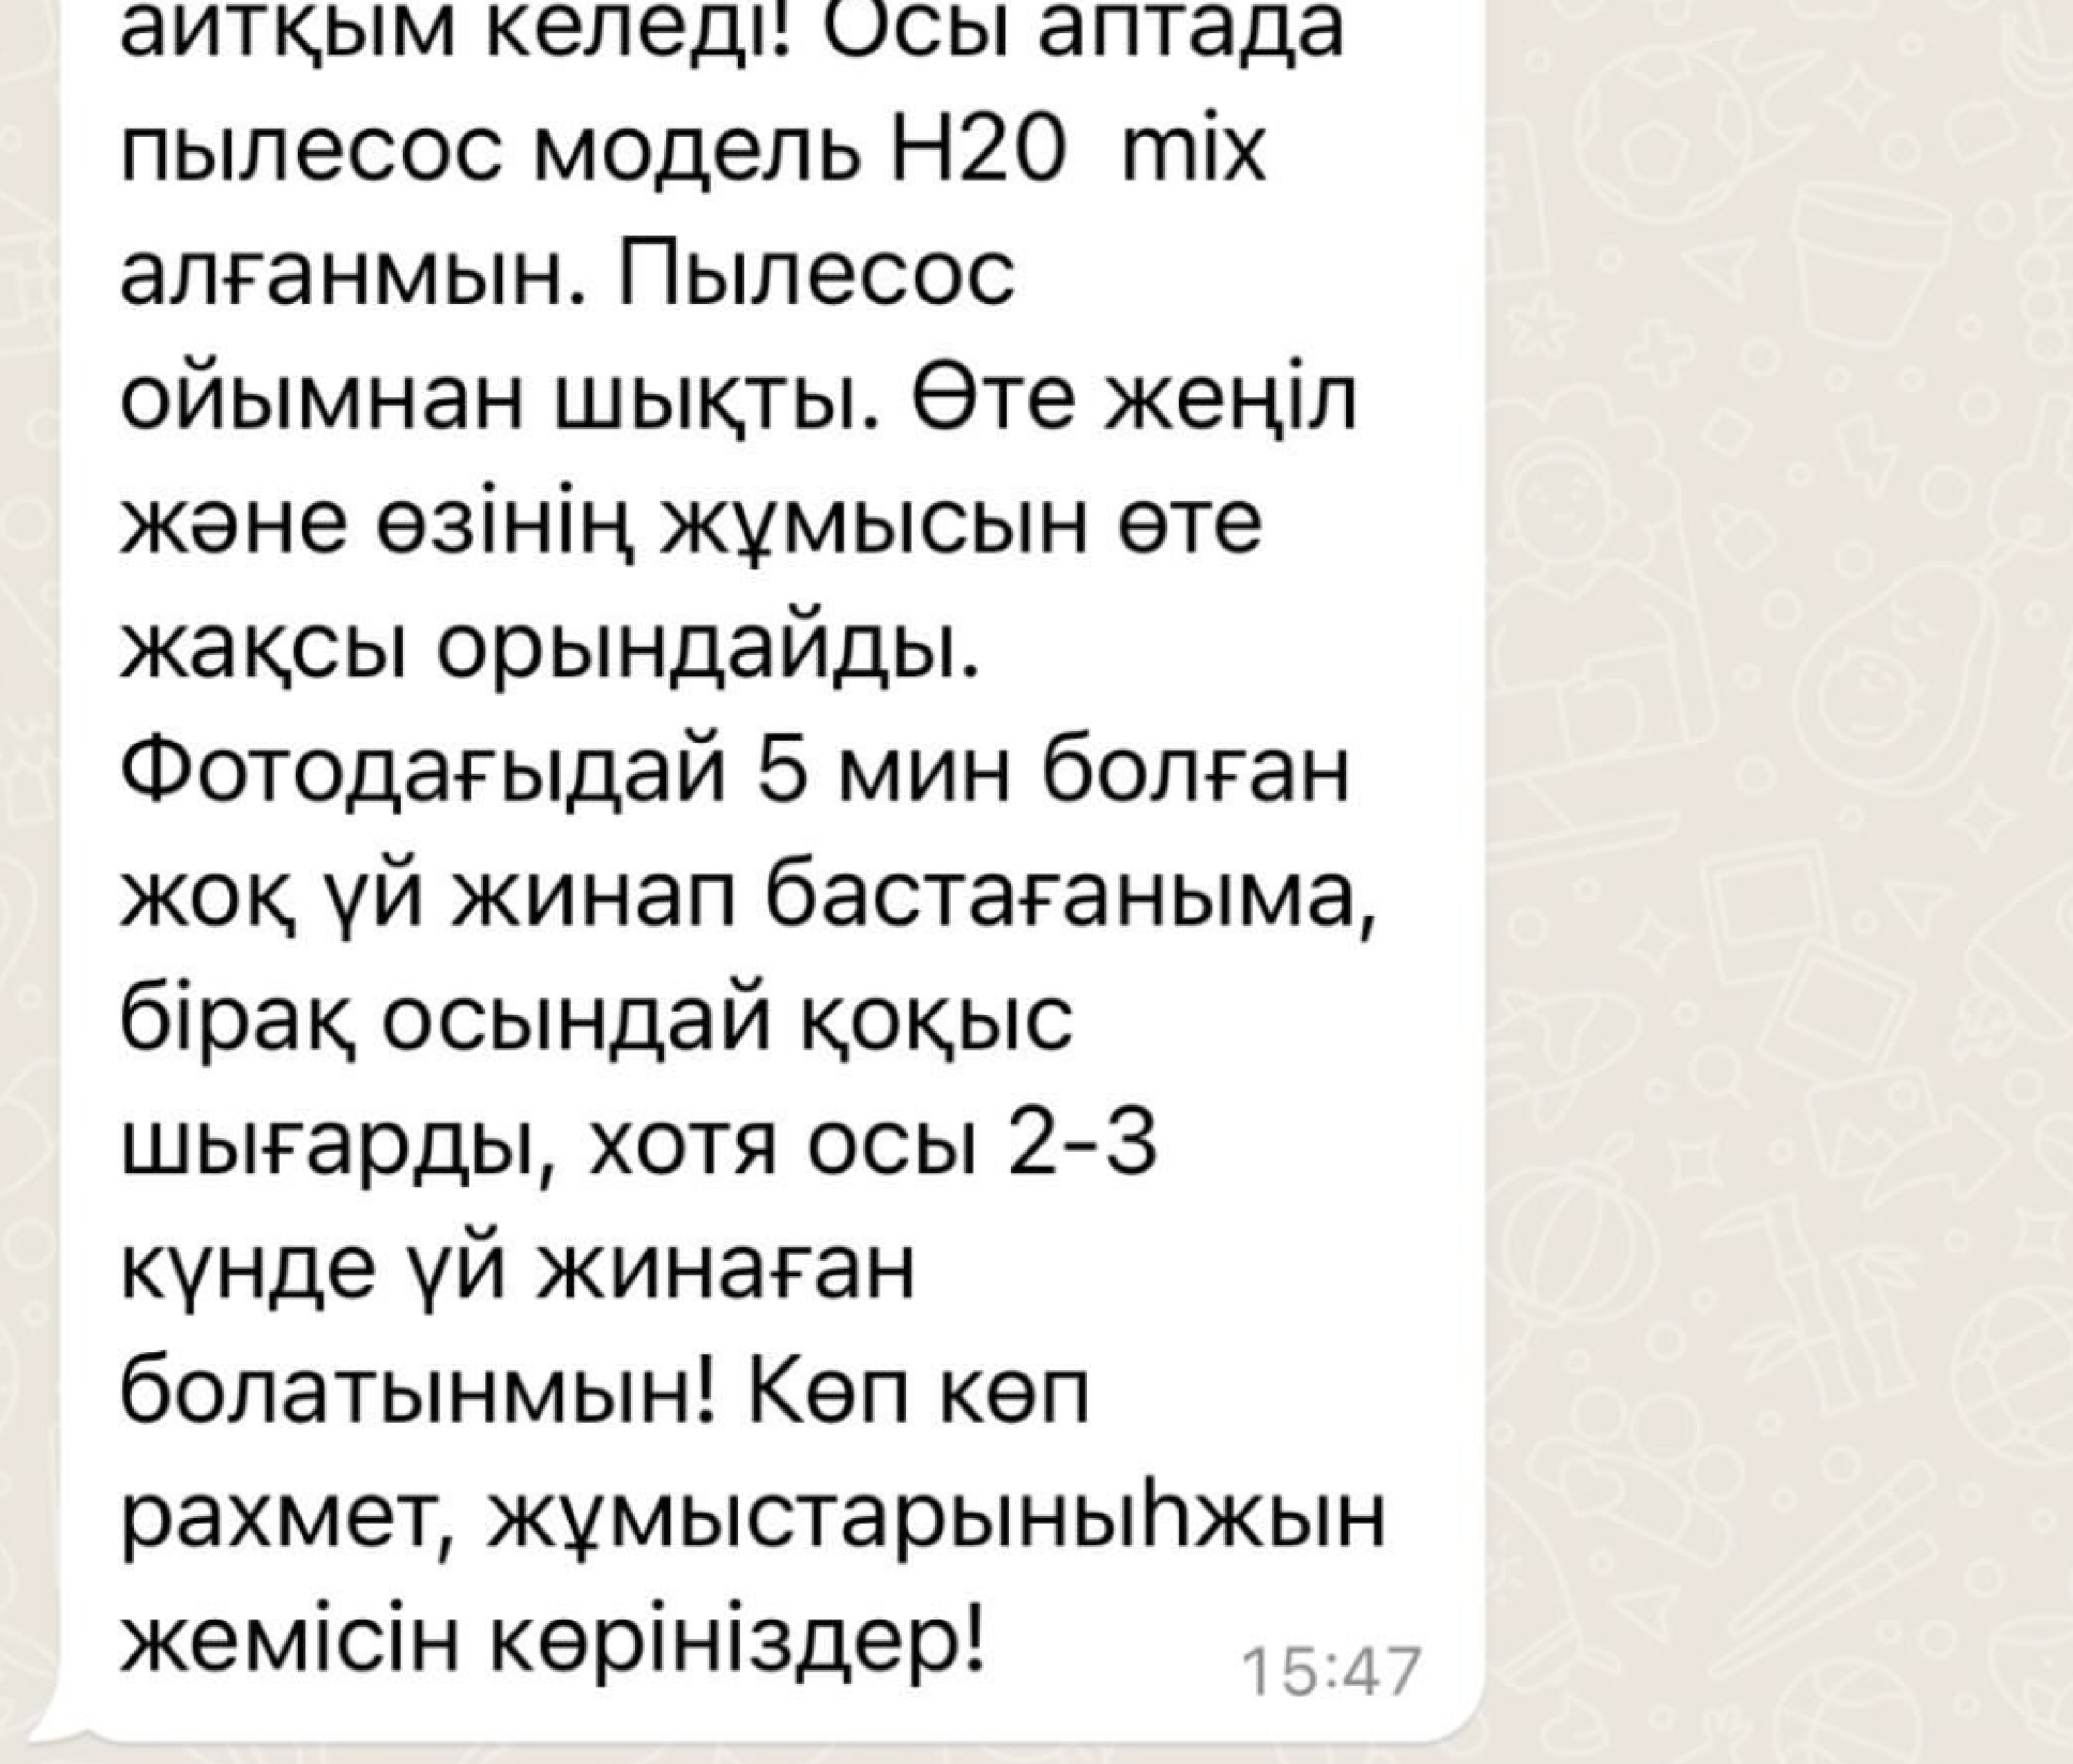 айтқым келеді! Осы аптада
пылесос модель H20  mix
алғанмын. Пылесос
ойымнан шықты. Өте жеңіл
және өзінің жұмысын өте
жақсы орындайды.
Фотодағыдай 5 мин болған
жоқ үй жинап бастағаныма,
бірақ осындай қоқыс
шығарды, хотя осы 2-3
күнде үй жинаған
болатынмын! Көп көп
рахмет, жұмыстарыныһжын
жемісін көрініздер!
15:47